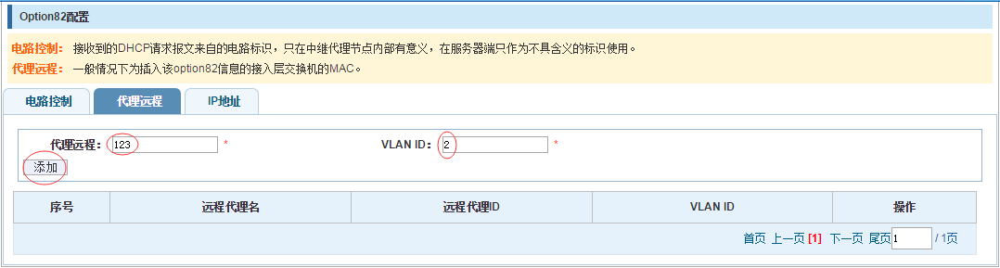 Option82配置
电路控制： 接收到的DHCP请求报文来自的电路标识，只在中继代理节点内部有意义，在服务器端只作为不具含义的标识使用。
代理远程： 一般情况下为插入该option82信息的接入层交换机的MAC。
电路控制 代理远程 IP地址
代理远程： 123 * VLAN ID： 2 *
添加
序号 远程代理名 远程代理ID VLAN ID 操作
首页 上一页 [1] 下一页 尾页 1 / 1页